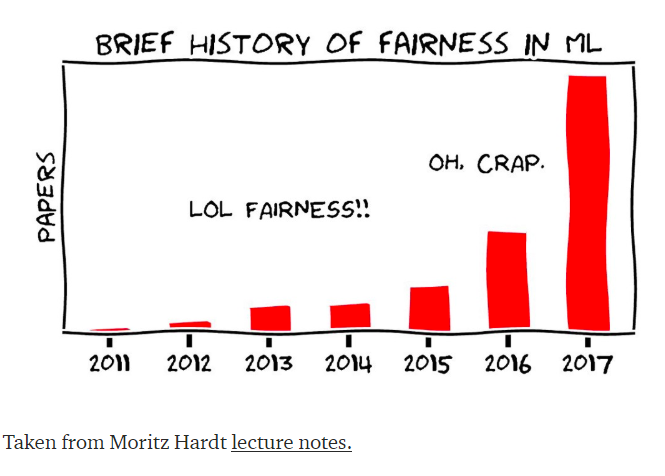 BRIEF HISTORY OF FAIRNESS IN ML
PAPERS
OH, CRAP.
LOL FAIRNESS!!
2011 2012 2013 2014 2015 2016 2017
Taken from Moritz Hardt lecture notes.